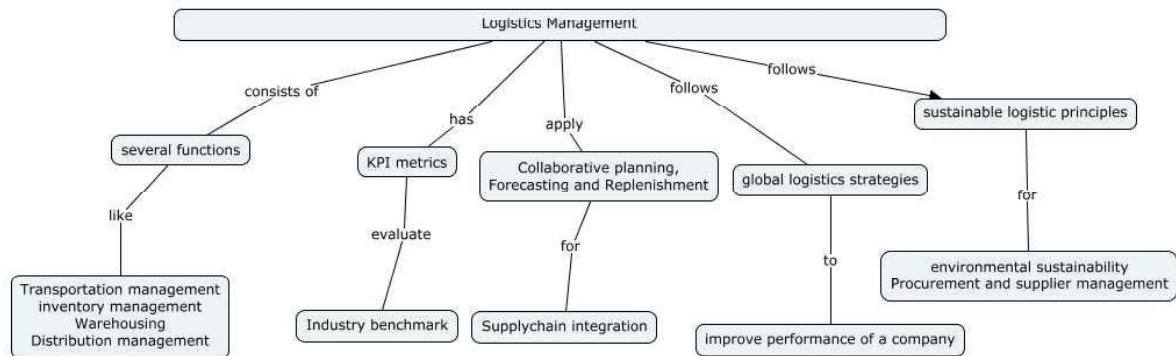 Logistics Management
consists of
has
apply
follows
follows
several functions
KPI metrics
Collaborative planning,
Forecasting and Replenishment
global logistics strategies
sustainable logistic principles
like
evaluate
for
to
for
Transportation management
inventory management
Warehousing
Distribution management
Industry benchmark
Supplychain integration
improve performance of a company
environmental sustainability
Procurement and supplier management